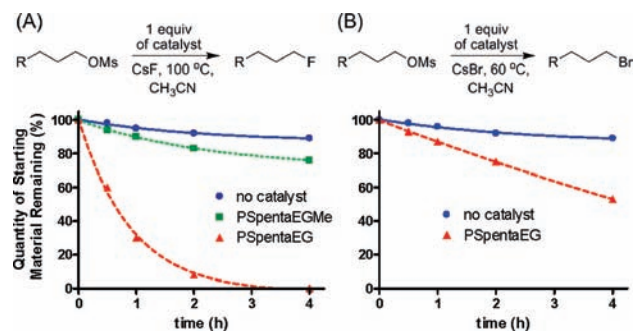 (A)
1 equiv
of catalyst
R
OMs
CsF, 100 °C,
CH3CN
R
F
(B)
1 equiv
of catalyst
R
OMs
CsBr, 60 °C,
CH3CN
R
Br
Quantity of Starting
Material Remaining (%)
100
80
60
40
20
0
no catalyst
PSpentaEGMe
PSpentaEG
0 1 2 3 4
time (h)
100
80
60
40
20
0
no catalyst
PSpentaEG
0 1 2 3 4
time (h)